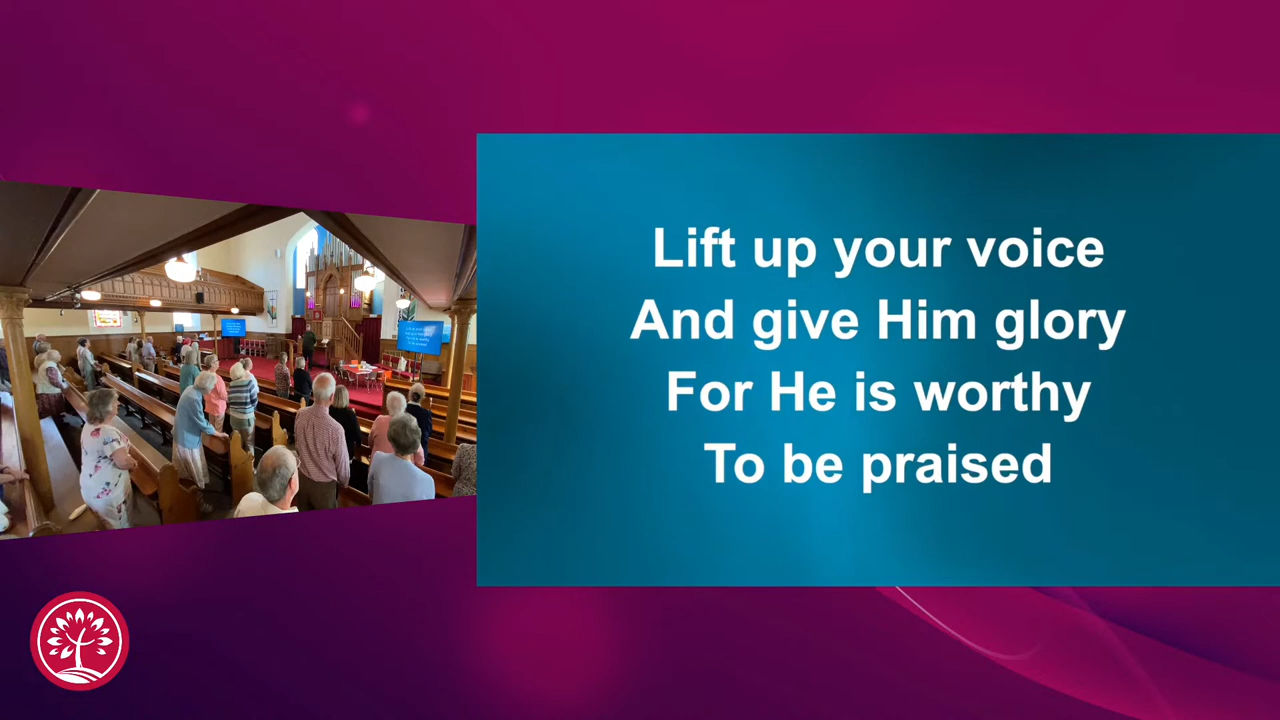 Lift up your voice
And give Him glory
For He is worthy
To be praised